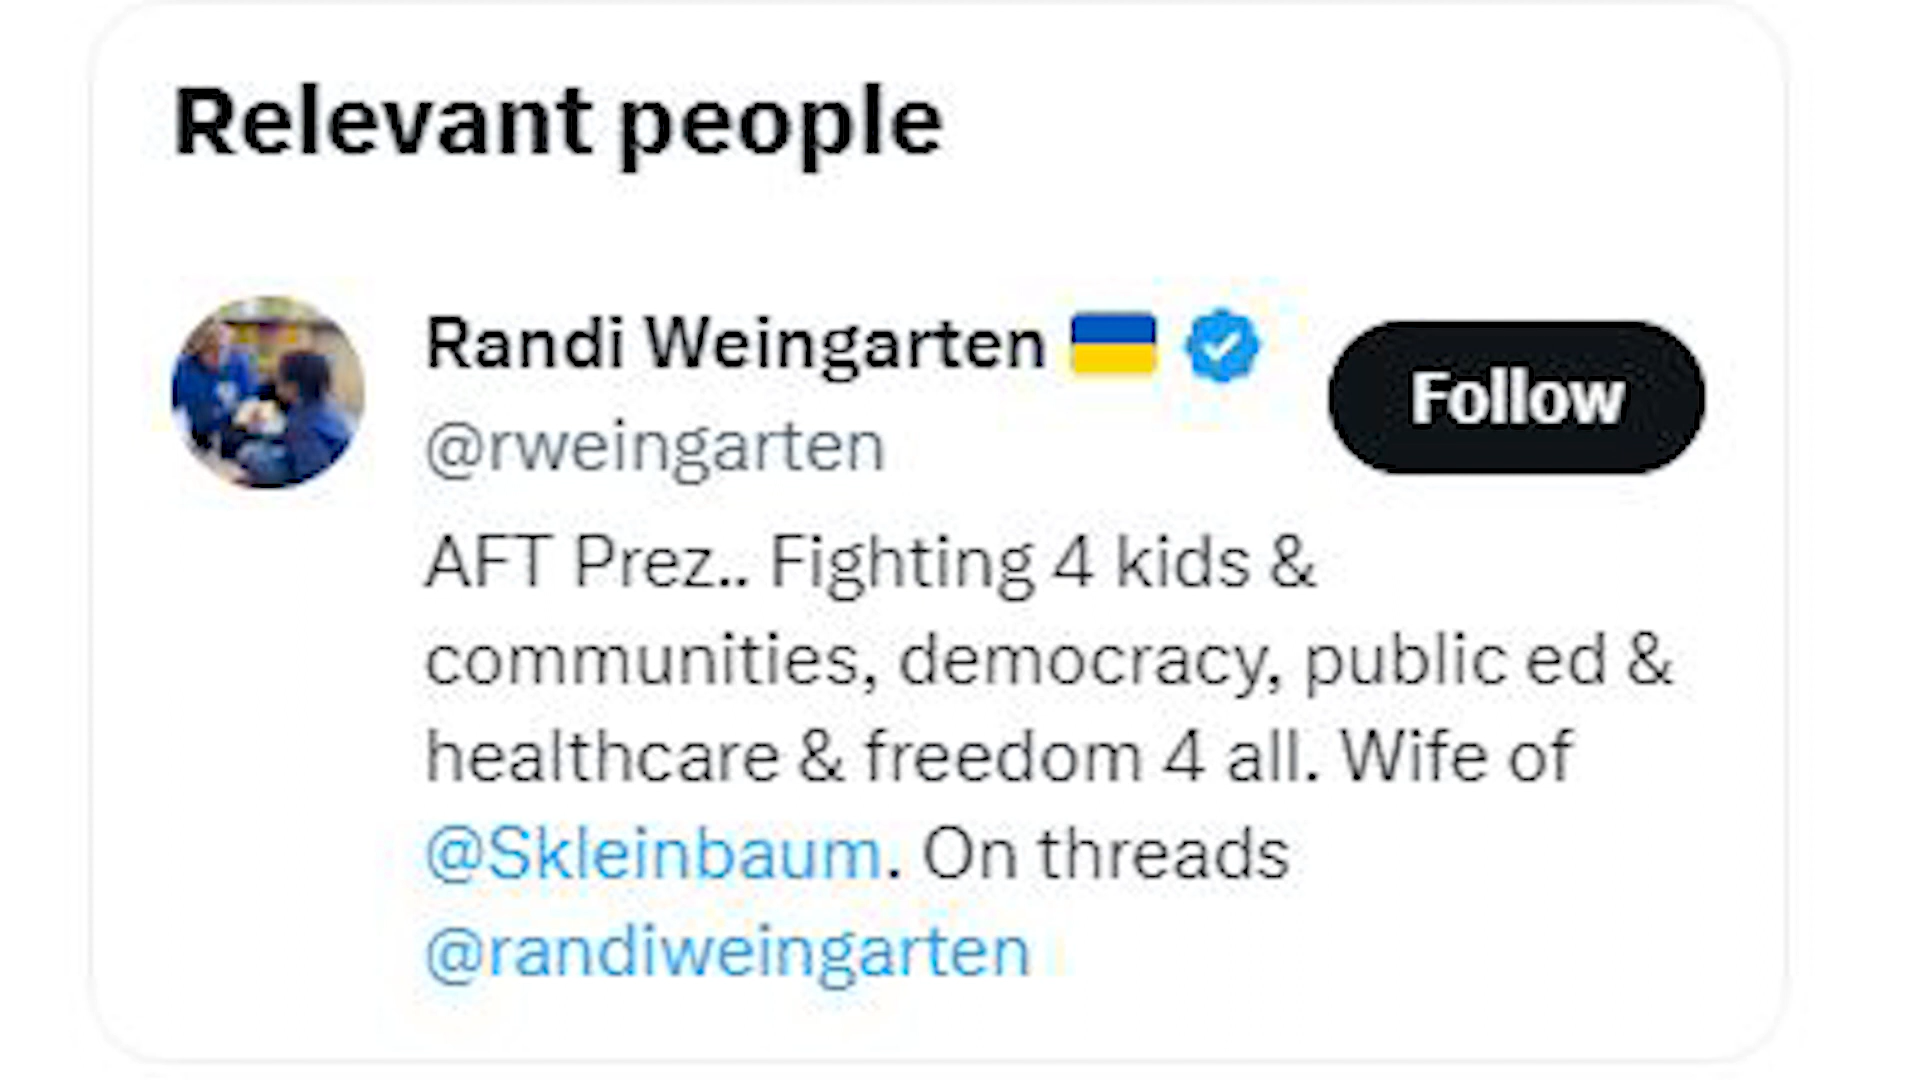 Relevant people
Randi Weingarten 🇺🇦
Follow
@rweingarten
AFT Prez.. Fighting 4 kids &
communities, democracy, public ed &
healthcare & freedom 4 all. Wife of
@Skleinbaum. On threads
@randiweingarten